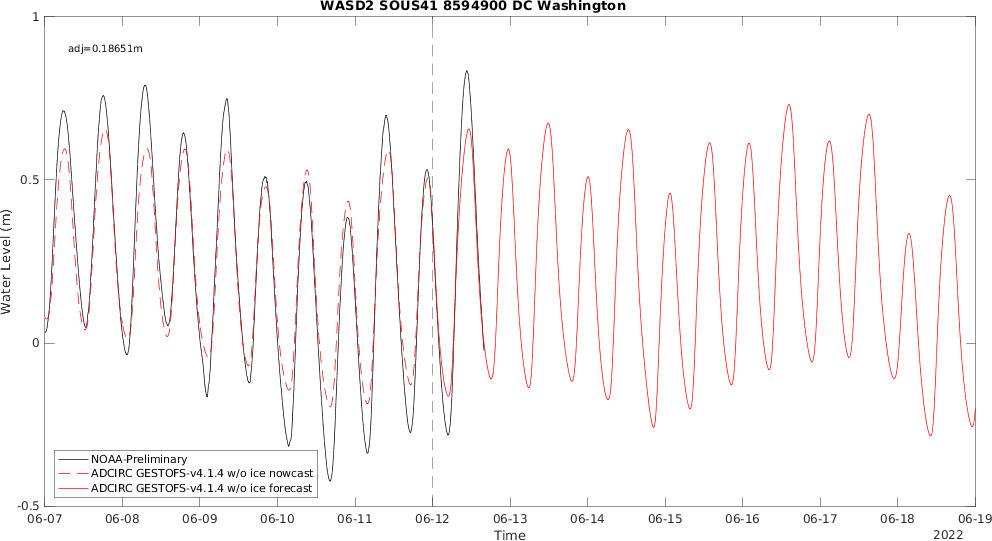 WASD2 SOUS41 8594900 DC Washington
1
adj=0.18651m
0.5
Water Level (m)
0
NOAA-Preliminary
ADCIRC GESTOFS-v4.1.4 w/o ice nowcast
ADCIRC GESTOFS-v4.1.4 w/o ice forecast
-0.5
06-07 06-08 06-09 06-10 06-11 06-12 06-13 06-14 06-15 06-16 06-17 06-18 06-19
Time
2022